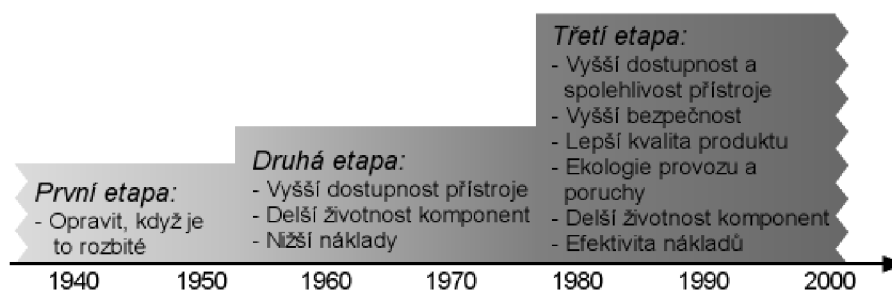 První etapa:
- Opravit, když je
to rozbité
Druhá etapa:
- Vyšší dostupnost přístroje
- Delší životnost komponent
- Nižší náklady
Třetí etapa:
- Vyšší dostupnost a
spolehlivost přístroje
- Vyšší bezpečnost
- Lepší kvalita produktu
- Ekologie provozu a
poruchy
- Delší životnost komponent
- Efektivita nákladů
1940 1950 1960 1970 1980 1990 2000